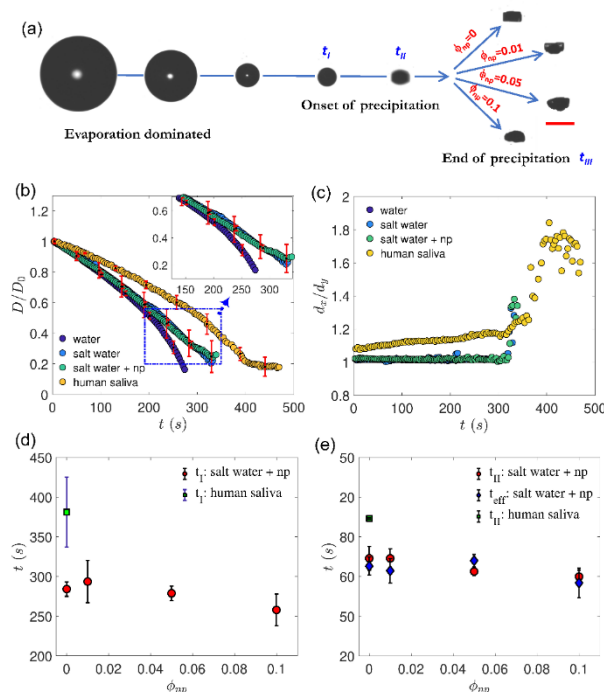 (a)
t_I
t_II
ϕ_np=0
ϕ_np=0.01
ϕ_np=0.05
ϕ_np=0.1
Onset of precipitation
Evaporation dominated
End of precipitation t_III
(b)
D/D_0
1.2
1
0.8
0.6
0.4
0.2
0
0 100 200 300 400 500
t (s)
water
salt water
salt water + np
human saliva
0.6
0.4
0.2
150 200 250 300
(c)
d_x/d_y
2
1.8
1.6
1.4
1.2
1
0.8
0 100 200 300 400 500
t (s)
water
salt water
salt water + np
human saliva
(d)
t (s)
450
400
350
300
250
200
0 0.02 0.04 0.06 0.08 0.1
ϕ_np
t_I: salt water + np
t_I: human saliva
(e)
t (s)
50
20
80
60
50
20
0 0.02 0.04 0.06 0.08 0.1
ϕ_np
t_II: salt water + np
t_eff: salt water + np
t_II: human saliva